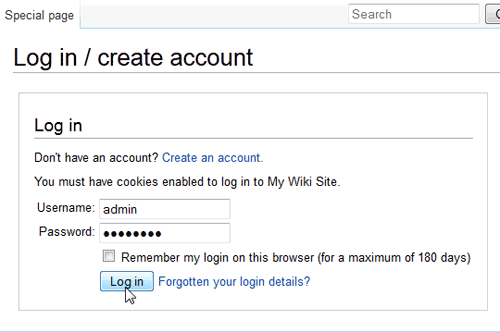 Special page
Search
Log in / create account
Log in
Don't have an account? Create an account.
You must have cookies enabled to log in to My Wiki Site.
Username: admin
Password: ●●●●●●●●
Remember my login on this browser (for a maximum of 180 days)
Log in Forgotten your login details?